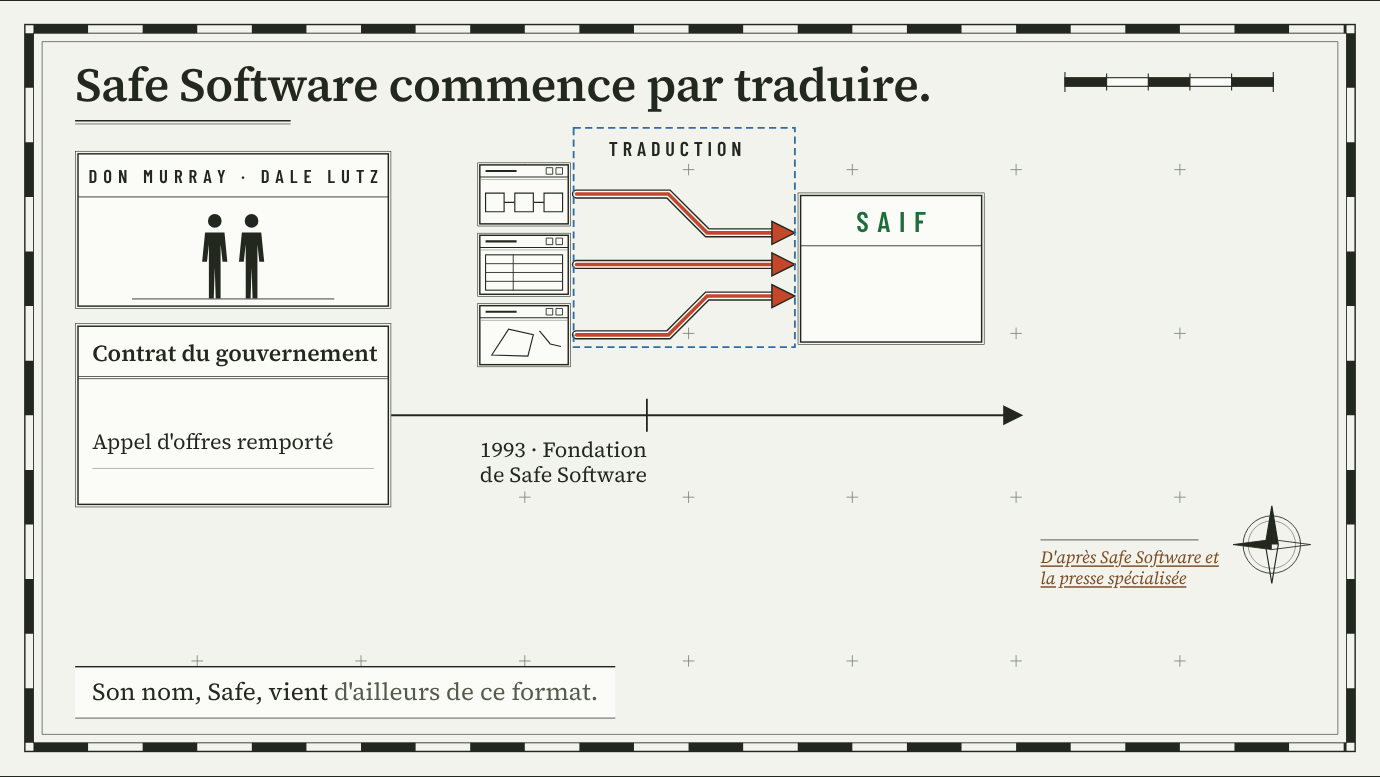 Safe Software commence par traduire.
DON MURRAY · DALE LUTZ
TRADUCTION
SAIF
Contrat du gouvernement
Appel d'offres remporté
1993 · Fondation
de Safe Software
D'après Safe Software et
la presse spécialisée
Son nom, Safe, vient d'ailleurs de ce format.